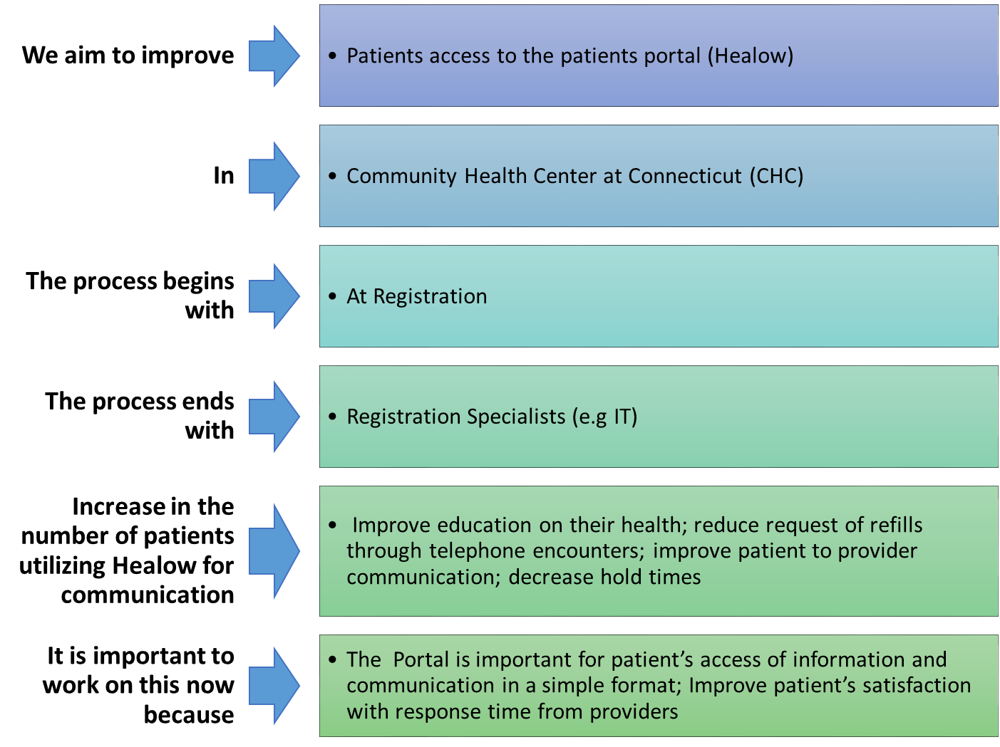 We aim to improve
• Patients access to the patients portal (Healow)
In
• Community Health Center at Connecticut (CHC)
The process begins
with
• At Registration
The process ends
with
• Registration Specialists (e.g IT)
Increase in the
number of patients
utilizing Healow for
communication
• Improve education on their health; reduce request of refills
through telephone encounters; improve patient to provider
communication; decrease hold times
It is important to
work on this now
because
• The Portal is important for patient’s access of information and
communication in a simple format; Improve patient’s satisfaction
with response time from providers